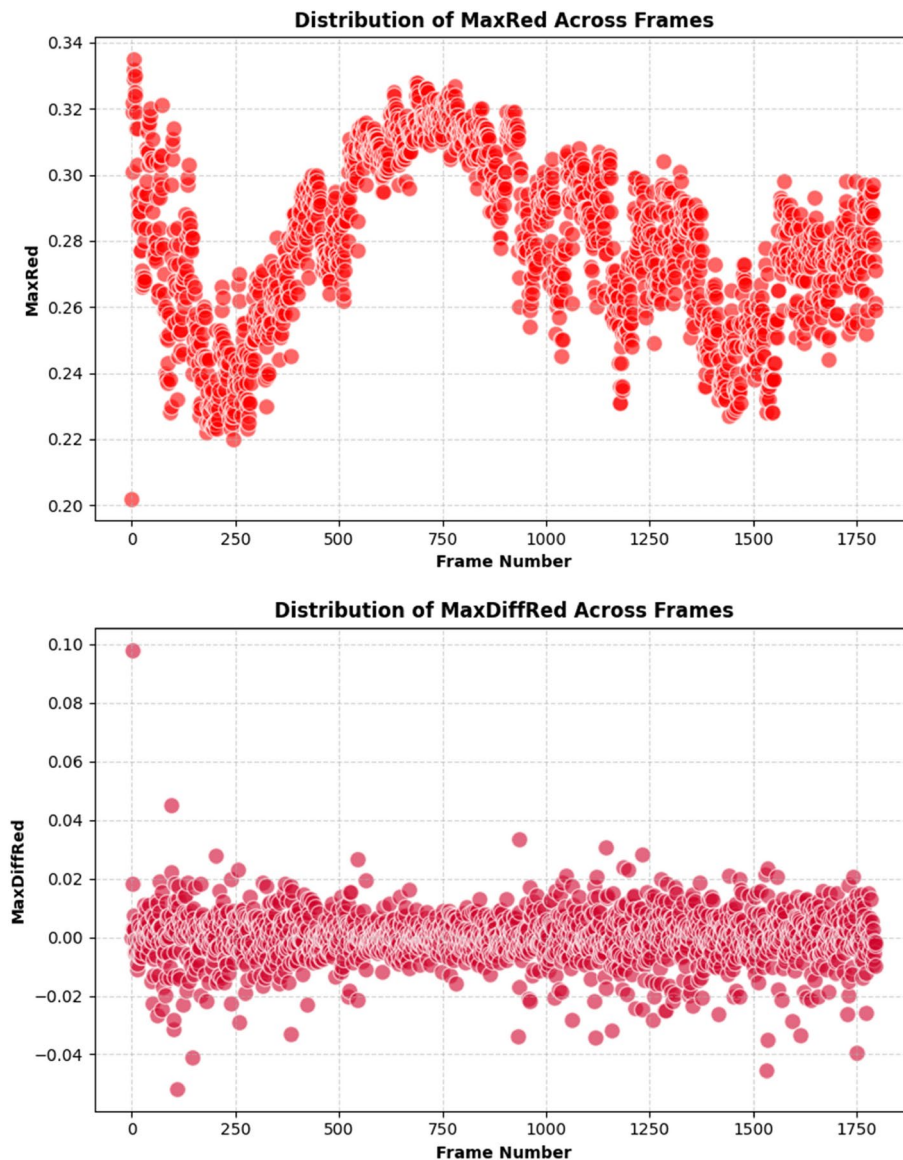 Distribution of MaxRed Across Frames
0.34
0.32
0.30
0.28
0.26
0.24
0.22
0.20
MaxRed
0 250 500 750 1000 1250 1500 1750
Frame Number
Distribution of MaxDiffRed Across Frames
0.10
0.08
0.06
0.04
0.02
0.00
−0.02
−0.04
MaxDiffRed
0 250 500 750 1000 1250 1500 1750
Frame Number